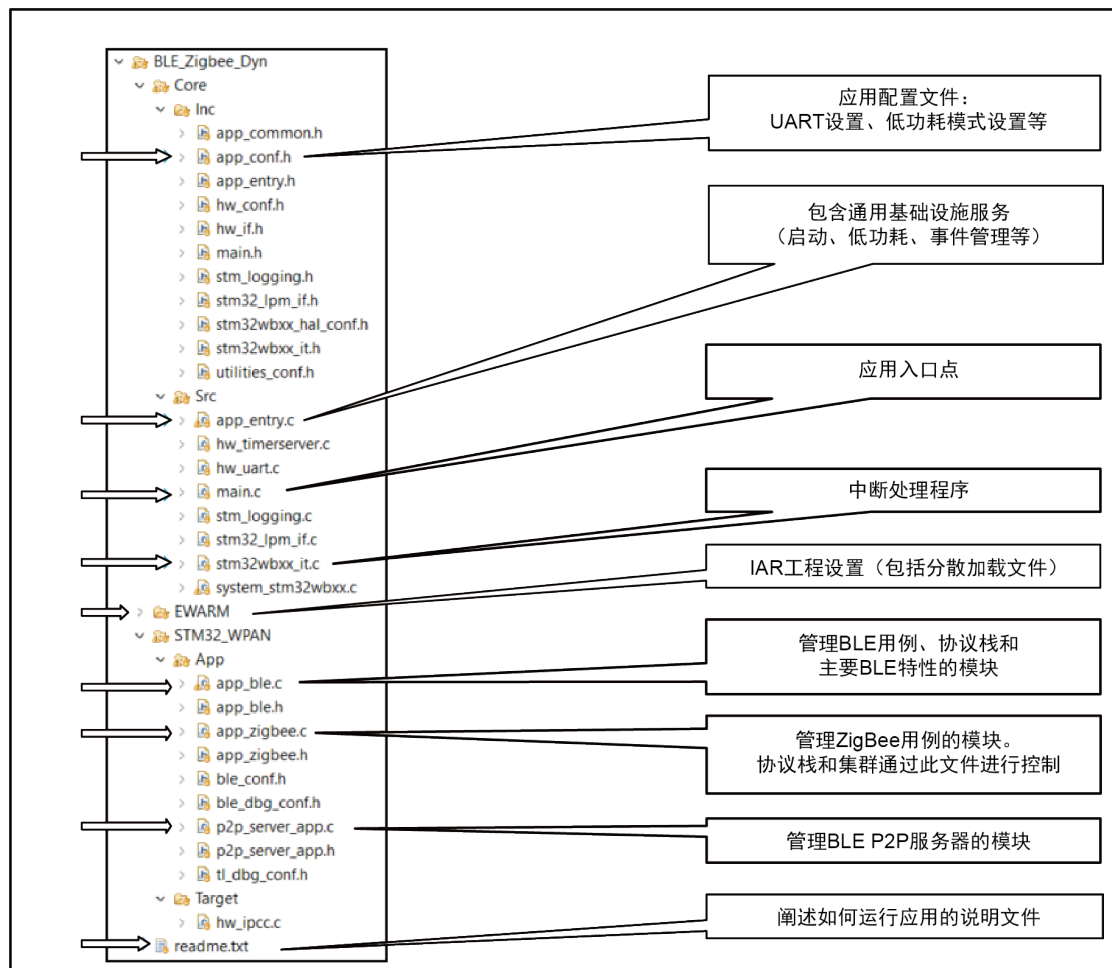 BLE_Zigbee_Dyn
Core
Inc
app_common.h
app_conf.h
app_entry.h
hw_conf.h
hw_if.h
main.h
stm_logging.h
stm32_lpm_if.h
stm32wbxx_hal_conf.h
stm32wbxx_it.h
utilities_conf.h
Src
app_entry.c
hw_timerserver.c
hw_uart.c
main.c
stm_logging.c
stm32_lpm_if.c
stm32wbxx_it.c
system_stm32wbxx.c
EWARM
STM32_WPAN
App
app_ble.c
app_ble.h
app_zigbee.c
app_zigbee.h
ble_conf.h
ble_dbg_conf.h
p2p_server_app.c
p2p_server_app.h
tl_dbg_conf.h
Target
hw_ipcc.c
readme.txt
应用配置文件：
UART设置、低功耗模式设置等
包含通用基础设施服务
（启动、低功耗、事件管理等）
应用入口点
中断处理程序
IAR工程设置（包括分散加载文件）
管理BLE用例、协议栈和
主要BLE特性的模块
管理ZigBee用例的模块。
协议栈和集群通过此文件进行控制
管理BLE P2P服务器的模块
阐述如何运行应用的说明文件